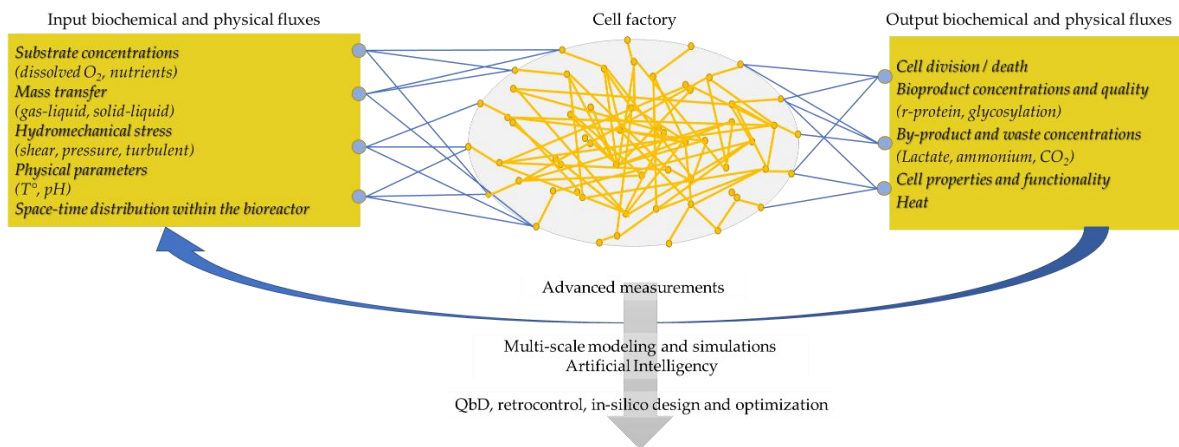 Input biochemical and physical fluxes
Substrate concentrations
(dissolved O₂, nutrients)
Mass transfer
(gas-liquid, solid-liquid)
Hydromechanical stress
(shear, pressure, turbulent)
Physical parameters
(T°, pH)
Space-time distribution within the bioreactor
Cell factory
Output biochemical and physical fluxes
Cell division / death
Bioproduct concentrations and quality
(r-protein, glycosylation)
By-product and waste concentrations
(Lactate, ammonium, CO₂)
Cell properties and functionality
Heat
Advanced measurements
Multi-scale modeling and simulations
Artificial Intelligency
QbD, retrocontrol, in-silico design and optimization